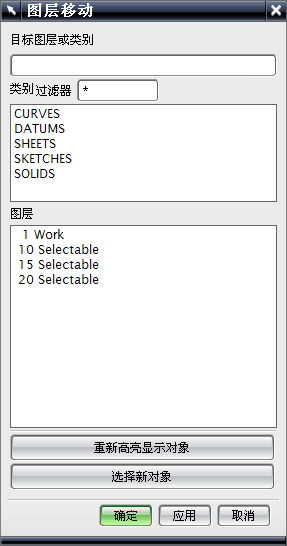 图层移动
目标图层或类别
类别过滤器 *
CURVES
DATUMS
SHEETS
SKETCHES
SOLIDS
图层
1 Work
10 Selectable
15 Selectable
20 Selectable
重新高亮显示对象
选择新对象
确定 应用 取消